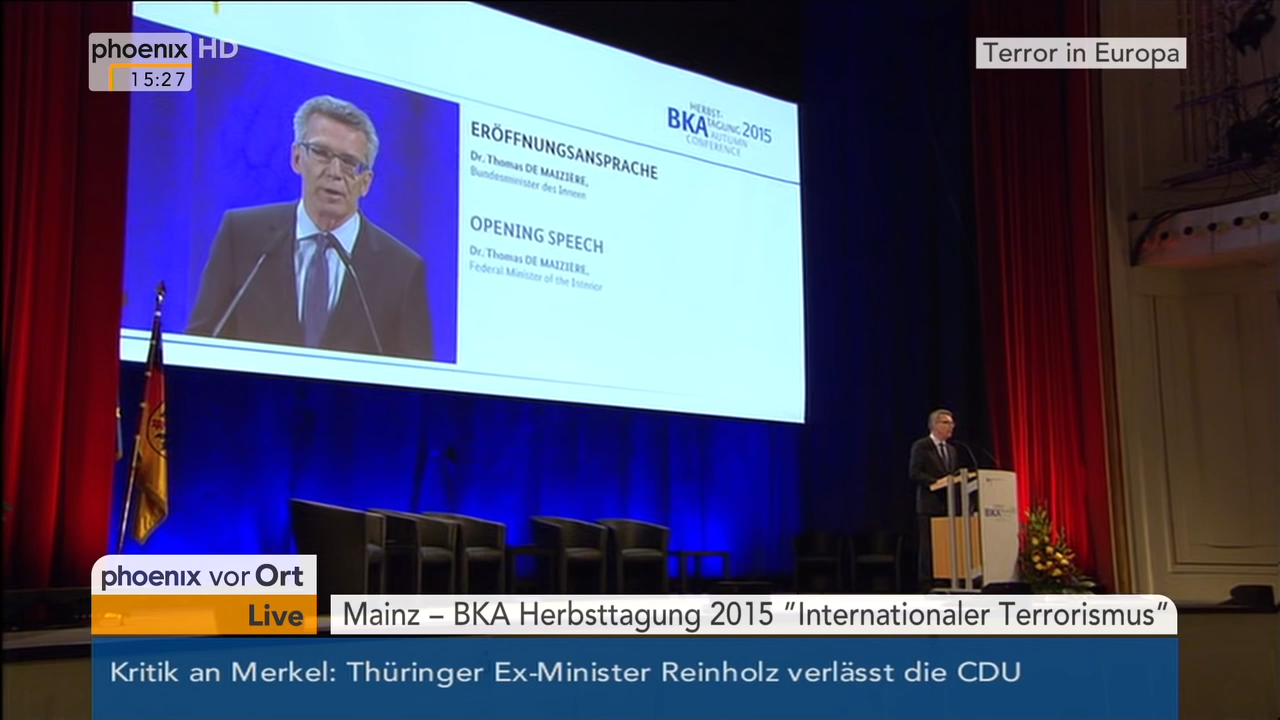 phoenix HD
15:27
Terror in Europa
HERBST-
BKA TAGUNG 2015
AUTUMN
CONFERENCE
ERÖFFNUNGSANSPRACHE
Dr. Thomas DE MAIZIERE,
Bundesminister des Innern
OPENING SPEECH
Dr. Thomas DE MAIZIERE,
Federal Minister of the Interior
BKA
phoenix vor Ort
Live
Mainz – BKA Herbsttagung 2015 "Internationaler Terrorismus"
Kritik an Merkel: Thüringer Ex-Minister Reinholz verlässt die CDU